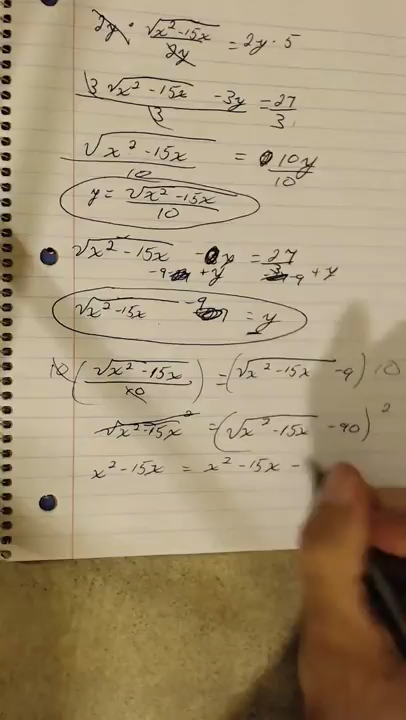 2y · √x²-15x / 2y = 2y · 5
3√x²-15x - 3y / 3 = 27 / 3
√x²-15x / 10 = 10y / 10
y = √x²-15x / 10
√x²-15x - y = 27 / 3
-9 + y -9 + y
√x²-15x - 9 = y
10 ( √x²-15x / 10 ) = (√x²-15x - 9) 10
√x²-15x ² = (√x²-15x - 90)²
x²-15x = x²-15x -